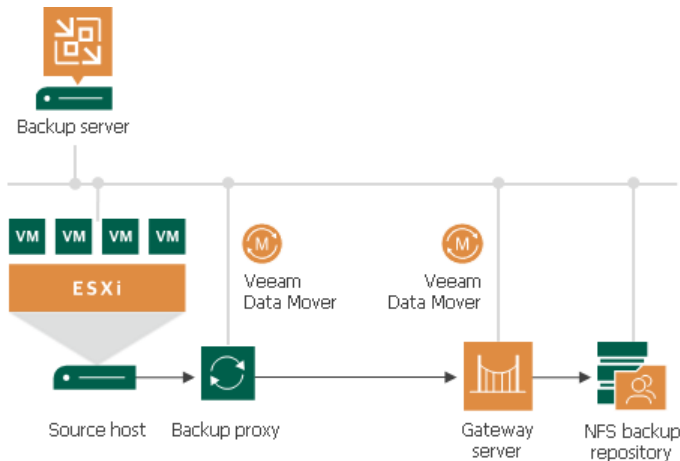 Backup server
VM VM VM VM
ESXi
M
Veeam
Data Mover
M
Veeam
Data Mover
Source host
Backup proxy
Gateway
server
NFS backup
repository